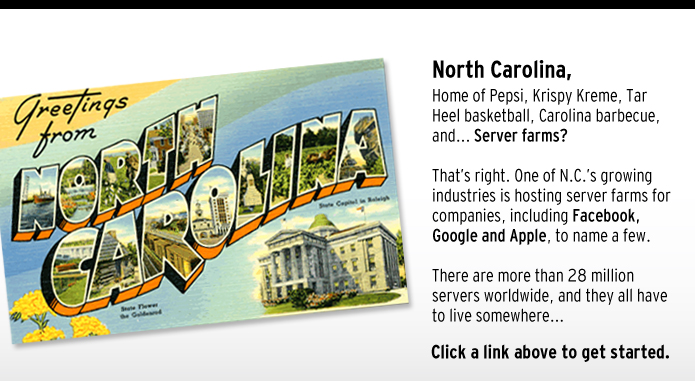 Greetings
from
NORTH
CAROLINA
State Capitol in Raleigh
State Flower
the Goldenrod
North Carolina,
Home of Pepsi, Krispy Kreme, Tar
Heel basketball, Carolina barbecue,
and... Server farms?
That's right. One of N.C.'s growing
industries is hosting server farms for
companies, including Facebook,
Google and Apple, to name a few.
There are more than 28 million
servers worldwide, and they all have
to live somewhere...
Click a link above to get started.